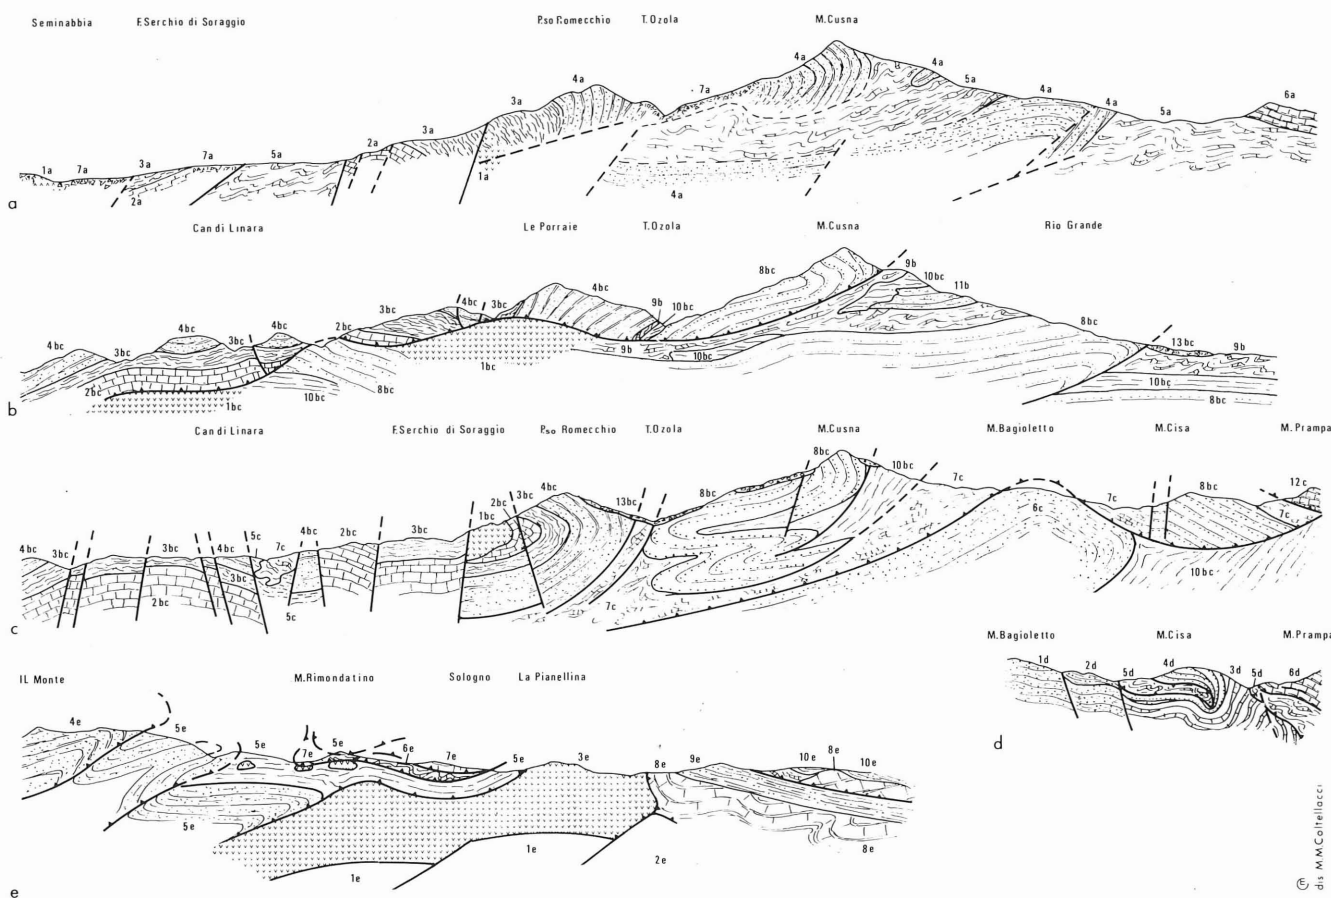 Seminabbia F. Serchio di Soraggio P.so Romecchio T. Ozola M. Cusna
4a 4a
4a 5a
3a 7a 4a 4a 6a
5a
2a 3a
7a 5a
1a 7a 3a
2a 1a
4a
a
Can di Linara Le Porraie T. Ozola M. Cusna Rio Grande
8bc 9b
10bc
11b
4bc
3bc 4bc 3bc 9b 10bc
4bc 4bc 2bc 8bc
4bc 3bc 3bc 13bc 9b
9b 10bc
1bc 10bc
2bc 8bc
1bc 10bc 8bc
b
Can di Linara F. Serchio di Soraggio P.so Romecchio T. Ozola M. Cusna M. Bagioletto M. Cisa M. Prampa
8bc 10bc
4bc 7c 8bc 12c
3bc 13bc 8bc 7c
2bc 7c
1bc 6c
5c 7c 4bc 2bc 3bc
4bc 3bc 3bc 4bc
3bc 10bc
2bc 7c
5c
c
M. Bagioletto M. Cisa M. Prampa
1d 2d 5d 4d 3d 5d 6d
d
IL Monte M. Rimondatino Sologno La Pianellina
4e 5e 5e 7e 5e 6e 7e 5e 3e 8e 9e 10e 8e 10e
5e
1e 2e 8e
1e
e
dis M.M. Coltellacci